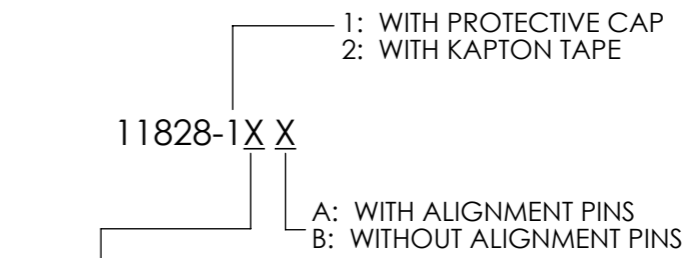 1: WITH PROTECTIVE CAP
2: WITH KAPTON TAPE
11828-1X X
A: WITH ALIGNMENT PINS
B: WITHOUT ALIGNMENT PINS